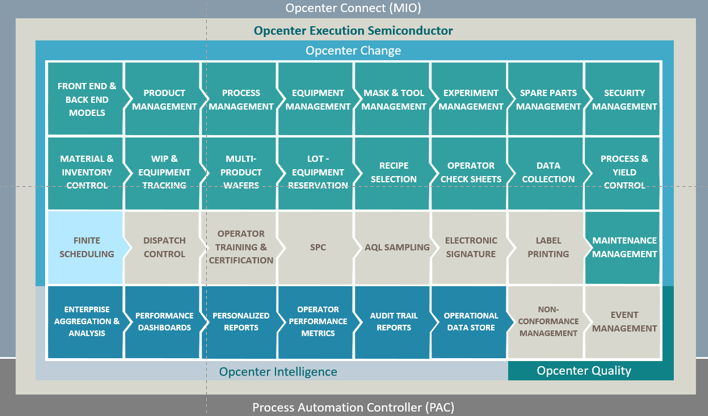 Opcenter Connect (MIO)
Opcenter Execution Semiconductor
Opcenter Change
FRONT END &
BACK END
MODELS
PRODUCT
MANAGEMENT
PROCESS
MANAGEMENT
EQUIPMENT
MANAGEMENT
MASK & TOOL
MANAGEMENT
EXPERIMENT
MANAGEMENT
SPARE PARTS
MANAGEMENT
SECURITY
MANAGEMENT
MATERIAL &
INVENTORY
CONTROL
WIP &
EQUIPMENT
TRACKING
MULTI-
PRODUCT
WAFERS
LOT -
EQUIPMENT
RESERVATION
RECIPE
SELECTION
OPERATOR
CHECK SHEETS
DATA
COLLECTION
PROCESS &
YIELD
CONTROL
FINITE
SCHEDULING
DISPATCH
CONTROL
OPERATOR
TRAINING &
CERTIFICATION
SPC
AQL SAMPLING
ELECTRONIC
SIGNATURE
LABEL
PRINTING
MAINTENANCE
MANAGEMENT
ENTERPRISE
AGGREGATION &
ANALYSIS
PERFORMANCE
DASHBOARDS
PERSONALIZED
REPORTS
OPERATOR
PERFORMANCE
METRICS
AUDIT TRAIL
REPORTS
OPERATIONAL
DATA STORE
NON-
CONFORMANCE
MANAGEMENT
EVENT
MANAGEMENT
Opcenter Intelligence
Opcenter Quality
Process Automation Controller (PAC)